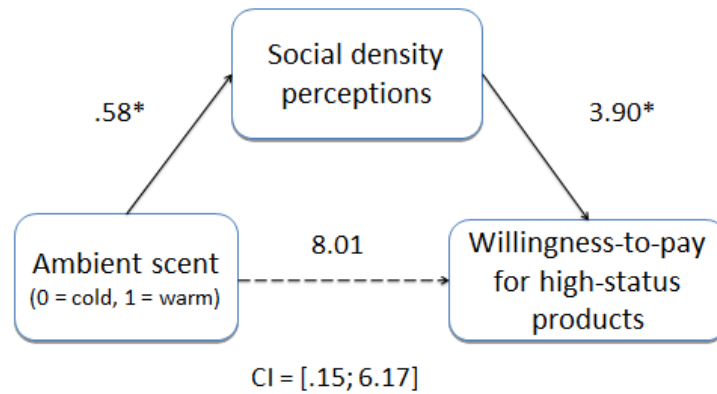 Social density
perceptions
.58*
3.90*
Ambient scent
(0 = cold, 1 = warm)
8.01
Willingness-to-pay
for high-status
products
CI = [.15; 6.17]